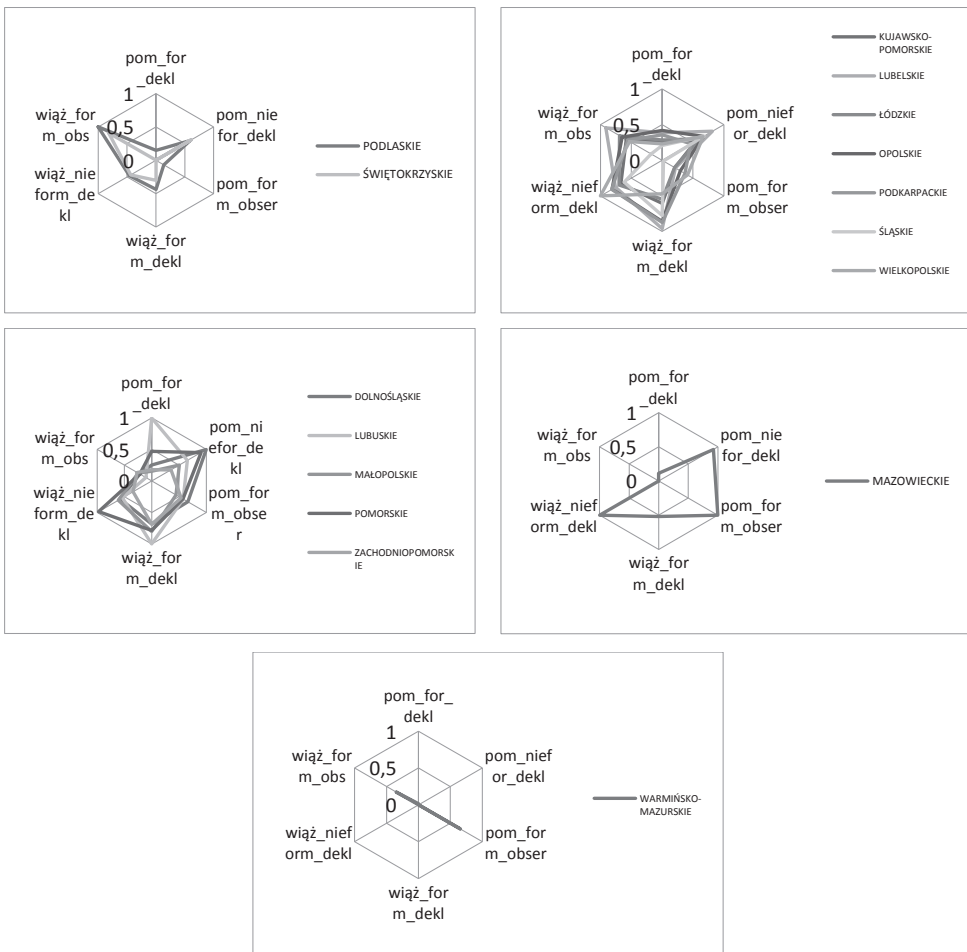 pom_for
_dekl
1
wiąż_for
m_obs
0,5
pom_nie
for_dekl
0
wiąż_nie
form_de
kl
pom_for
m_obser
wiąż_for
m_dekl
PODLASKIE
ŚWIĘTOKRZYSKIE
pom_for
_dekl
1
wiąż_for
m_obs
0,5
pom_nief
or_dekl
0
wiąż_nief
orm_dekl
pom_for
m_obser
wiąż_for
m_dekl
KUJAWSKO-
POMORSKIE
LUBELSKIE
ŁÓDZKIE
OPOLSKIE
PODKARPACKIE
ŚLĄSKIE
WIELKOPOLSKIE
pom_for
_dekl
1
wiąż_for
m_obs
0,5
pom_ni
efor_de
kl
0
wiąż_nie
form_de
kl
pom_for
m_obse
r
wiąż_for
m_dekl
DOLNOŚLĄSKIE
LUBUSKIE
MAŁOPOLSKIE
POMORSKIE
ZACHODNIOPOMORSK
IE
pom_for
_dekl
1
wiąż_for
m_obs
0,5
pom_nie
for_dekl
0
wiąż_nief
orm_dekl
pom_for
m_obser
wiąż_for
m_dekl
MAZOWIECKIE
pom_for_
dekl
1
wiąż_for
m_obs
0,5
pom_nief
or_dekl
0
wiąż_nief
orm_dekl
pom_for
m_obser
wiąż_for
m_dekl
WARMIŃSKO-
MAZURSKIE